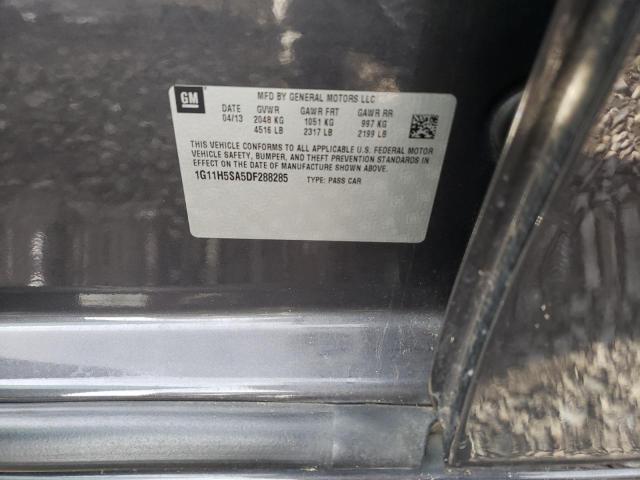 GM
MFD BY GENERAL MOTORS LLC
DATE GVWR GAWR FRT GAWR RR
04/13 2048 KG 1051 KG 997 KG
4516 LB 2317 LB 2199 LB
THIS VEHICLE CONFORMS TO ALL APPLICABLE U.S. FEDERAL MOTOR
VEHICLE SAFETY, BUMPER, AND THEFT PREVENTION STANDARDS IN
EFFECT ON THE DATE OF MANUFACTURE SHOWN ABOVE.
1G11H5SA5DF288285 TYPE: PASS CAR